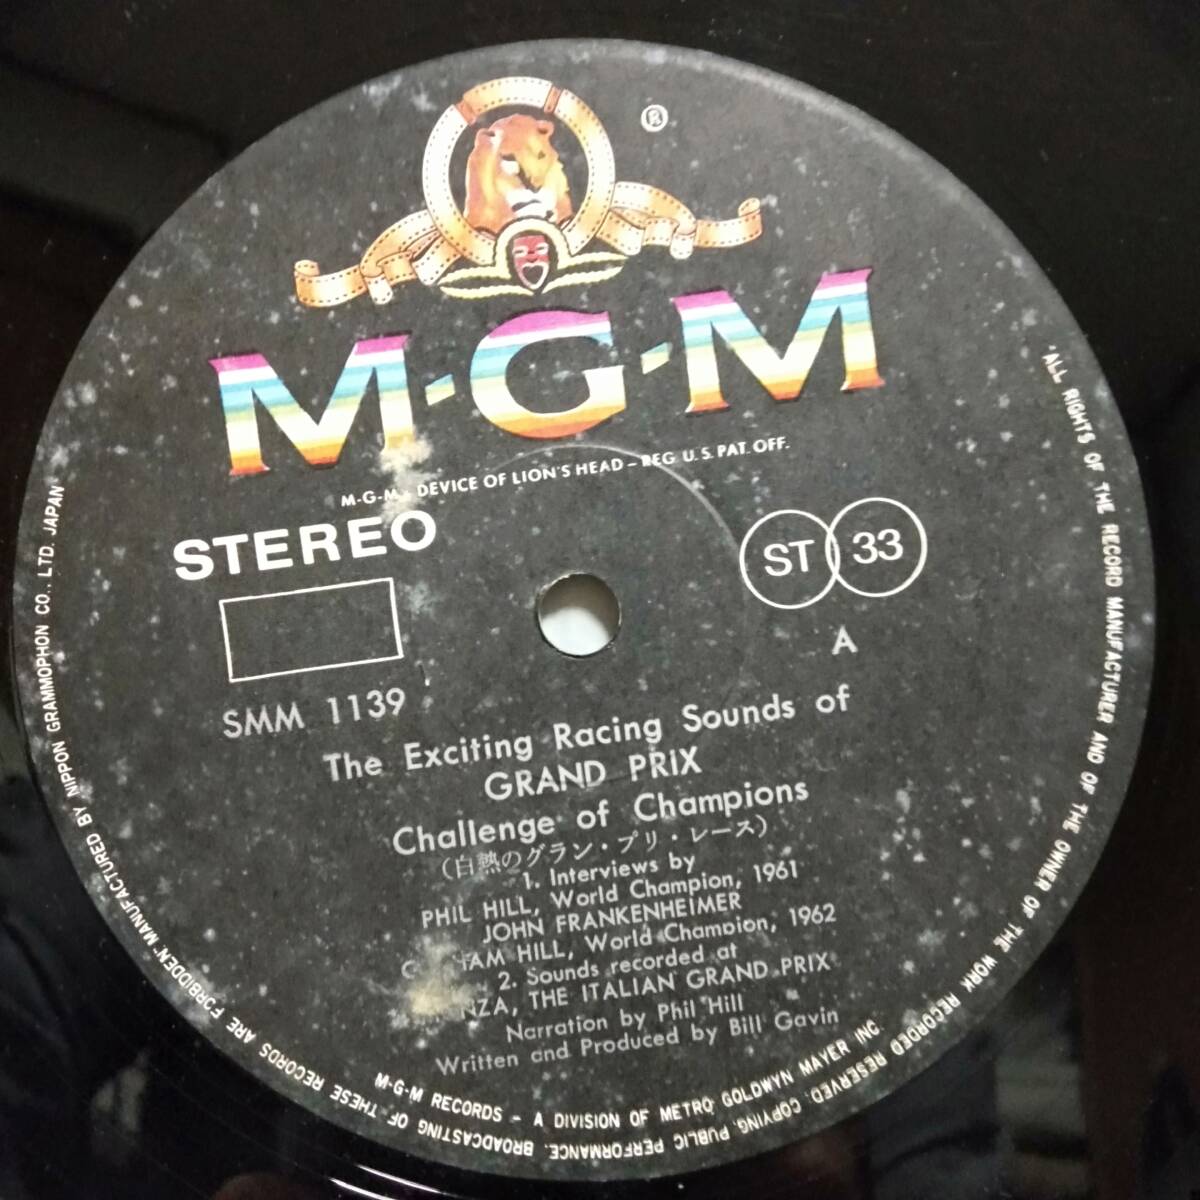 ®
M-G-M
M-G-M, DEVICE OF LION'S HEAD – REG U.S. PAT. OFF.
STEREO
ST 33
A
SMM 1139
The Exciting Racing Sounds of
GRAND PRIX
Challenge of Champions
(白熱のグラン・プリ・レース)
1. Interviews by
PHIL HILL, World Champion, 1961
JOHN FRANKENHEIMER
HILL, World Champion, 1962
2. Sounds recorded at
THE ITALIAN GRAND PRIX
Narration by Phil Hill
Written and Produced by Bill Gavin
M-G-M RECORDS – A DIVISION OF METRO GOLDWYN MAYER INC.
"ALL RIGHTS OF THE RECORD MANUFACTURER AND OF THE OWNER OF THE WORK RECORDED RESERVED. COPYING, PUBLIC PERFORMANCE, BROADCASTING OF THESE RECORDS ARE FORBIDDEN" MANUFACTURED BY NIPPON GRAMMOPHON CO., LTD. JAPAN